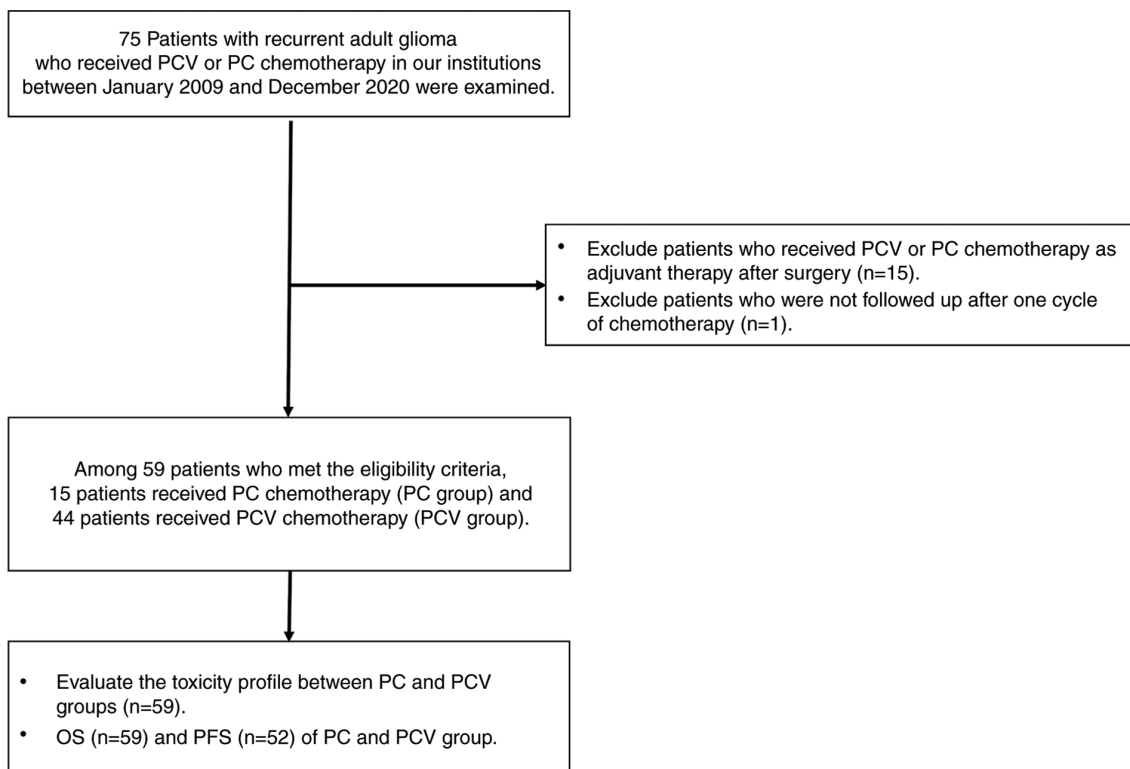 75 Patients with recurrent adult glioma
who received PCV or PC chemotherapy in our institutions
between January 2009 and December 2020 were examined.
• Exclude patients who received PCV or PC chemotherapy as
adjuvant therapy after surgery (n=15).
• Exclude patients who were not followed up after one cycle
of chemotherapy (n=1).
Among 59 patients who met the eligibility criteria,
15 patients received PC chemotherapy (PC group) and
44 patients received PCV chemotherapy (PCV group).
• Evaluate the toxicity profile between PC and PCV
groups (n=59).
• OS (n=59) and PFS (n=52) of PC and PCV group.